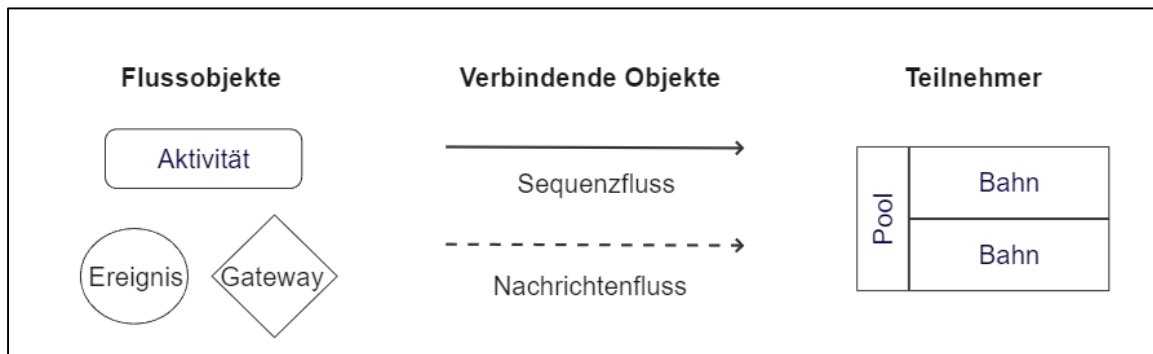 Flussobjekte
Verbindende Objekte
Teilnehmer
Aktivität
Sequenzfluss
Ereignis
Gateway
Nachrichtenfluss
Pool
Bahn
Bahn